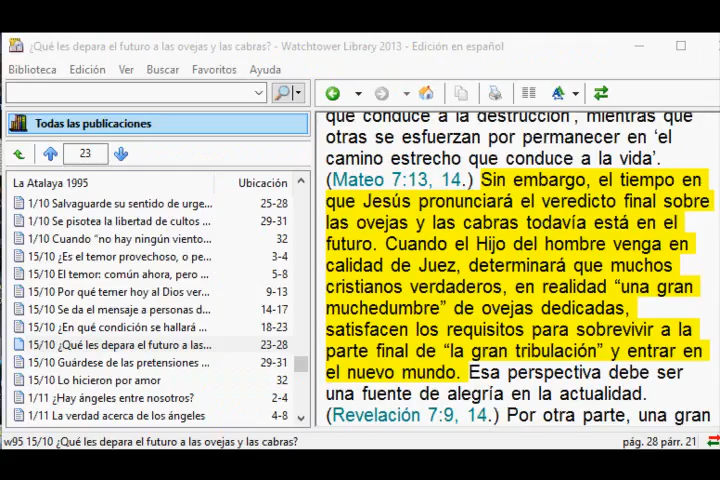 ¿Qué les depara el futuro a las ovejas y las cabras? - Watchtower Library 2013 - Edición en español
Biblioteca Edición Ver Buscar Favoritos Ayuda
Todas las publicaciones
23
La Atalaya 1995 Ubicación
1/10 Salvaguarde su sentido de urge... 25-28
1/10 Se pisotea la libertad de cultos ... 29-31
1/10 Cuando “no hay ningún viento... 32
15/10 ¿Es el temor provechoso, o pe... 3-4
15/10 El temor: común ahora, pero ... 5-8
15/10 Por qué temer hoy al Dios ver... 9-13
15/10 Se da el mensaje a personas d... 14-17
15/10 ¿En qué condición se hallará ... 18-23
15/10 ¿Qué les depara el futuro a las... 23-28
15/10 Guárdese de las pretensiones ... 29-31
15/10 Lo hicieron por amor 32
1/11 ¿Hay ángeles entre nosotros? 2-4
1/11 La verdad acerca de los ángeles 4-8
que conduce a la destrucción’, mientras que
otras se esfuerzan por permanecer en ‘el
camino estrecho que conduce a la vida’.
(Mateo 7:13, 14.) Sin embargo, el tiempo en
que Jesús pronunciará el veredicto final sobre
las ovejas y las cabras todavía está en el
futuro. Cuando el Hijo del hombre venga en
calidad de Juez, determinará que muchos
cristianos verdaderos, en realidad “una gran
muchedumbre” de ovejas dedicadas,
satisfacen los requisitos para sobrevivir a la
parte final de “la gran tribulación” y entrar en
el nuevo mundo. Esa perspectiva debe ser
una fuente de alegría en la actualidad.
(Revelación 7:9, 14.) Por otra parte, una gran
w95 15/10 ¿Qué les depara el futuro a las ovejas y las cabras? pág. 28 párr. 21